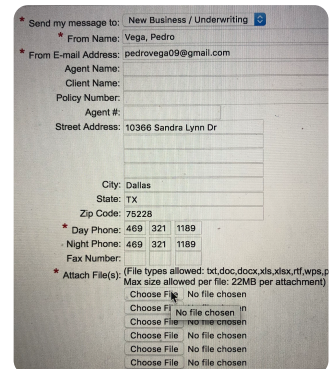 * Send my message to: New Business / Underwriting
* From Name: Vega, Pedro
* From E-mail Address: pedrovega09@gmail.com
Agent Name:
Client Name:
Policy Number:
Agent #:
Street Address: 10366 Sandra Lynn Dr
City: Dallas
State: TX
Zip Code: 75228
* Day Phone: 469 321 1189
Night Phone: 469 321 1189
Fax Number:
* Attach File(s): (File types allowed: txt,doc,docx,xls,xlsx,rtf,wps,p
Max size allowed per file: 22MB per attachment)
Choose File No file chosen
Choose Fi No file chosen en
Choose File No file chosen
Choose File No file chosen
Choose File No file chosen
Choose File No file chosen